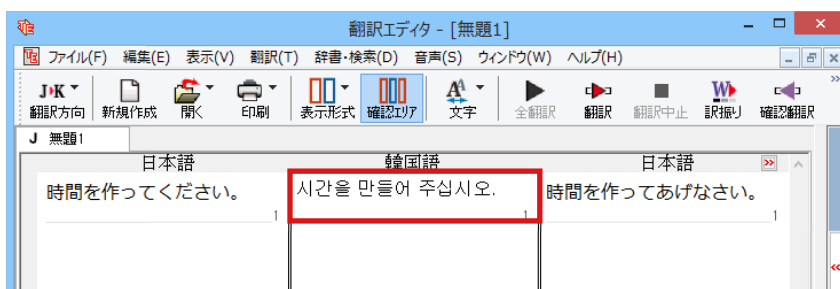 翻訳エディタ - [無題1]
ファイル(F) 編集(E) 表示(V) 翻訳(T) 辞書・検索(D) 音声(S) ウィンドウ(W) ヘルプ(H)
J›K
翻訳方向 新規作成 開く 印刷 表示形式 確認エリア 文字 全翻訳 翻訳 翻訳中止 訳振り 確認翻訳
J 無題1
日本語 韓国語 日本語
時間を作ってください。 시간을 만들어 주십시오. 時間を作ってあげなさい。
1 1 1